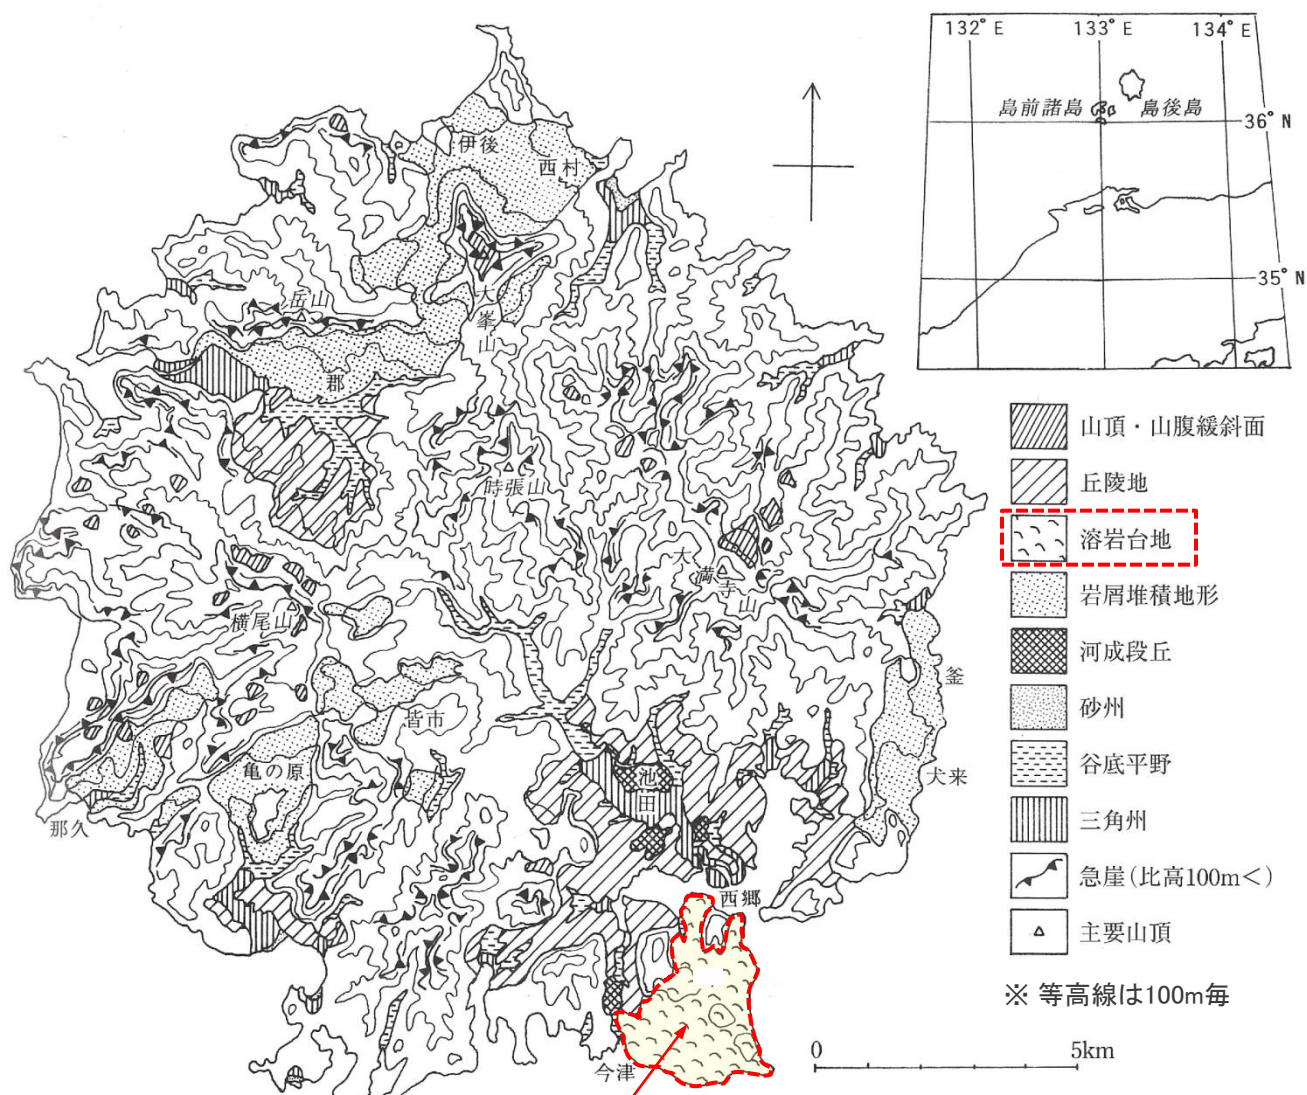 132°E
133°E
134°E
島前諸島
島後島
36°N
35°N
伊後
西村
岳山
大峯山
郡
時張山
大満寺山
横尾山
皆市
亀の原
那久
池田
釜
犬来
西郷
今津
山頂・山腹緩斜面
丘陵地
溶岩台地
岩屑堆積地形
河成段丘
砂州
谷底平野
三角州
急崖(比高100m<)
主要山頂
※ 等高線は100m毎
0
5km